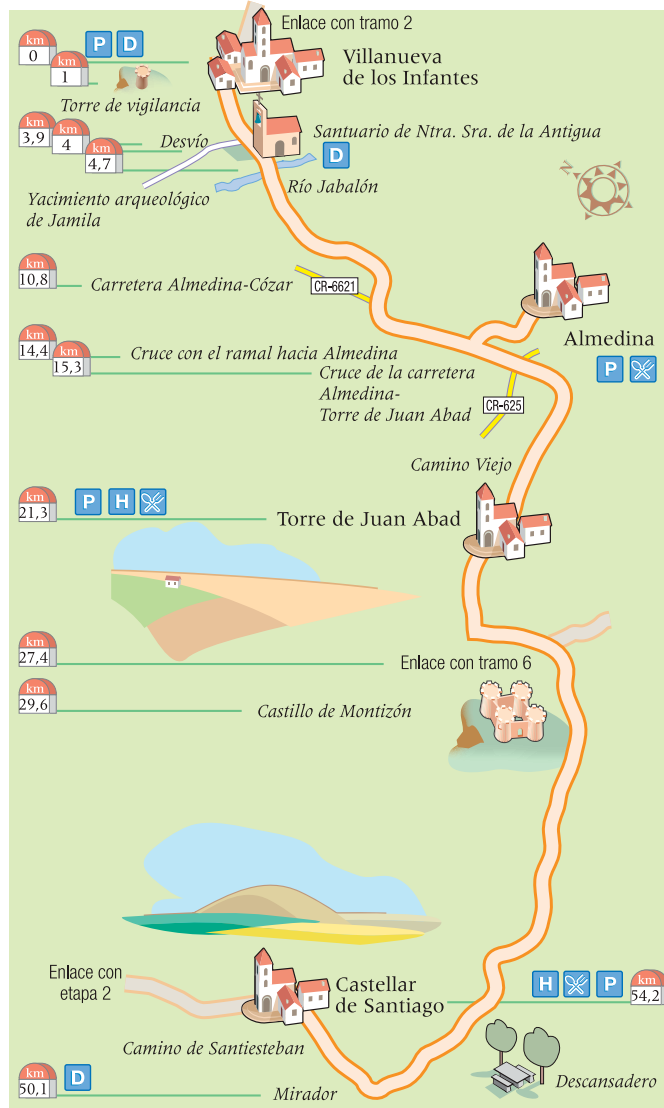 Enlace con tramo 2
km
0
P D
Villanueva
de los Infantes
km
1
Torre de vigilancia
km
3,9
km
4
Desvío
Santuario de Ntra. Sra. de la Antigua
km
4,7
D
Río Jabalón
Yacimiento arqueológico
de Jamila
N
km
10,8
Carretera Almedina-Cózar
CR-6621
Almedina
P
km
14,4
Cruce con el ramal hacia Almedina
km
15,3
Cruce de la carretera
Almedina-
Torre de Juan Abad
CR-625
Camino Viejo
km
21,3
P H
Torre de Juan Abad
km
27,4
Enlace con tramo 6
km
29,6
Castillo de Montizón
Enlace con
etapa 2
Castellar
de Santiago
H P
km
54,2
Camino de Santiesteban
Descansadero
km
50,1
D
Mirador